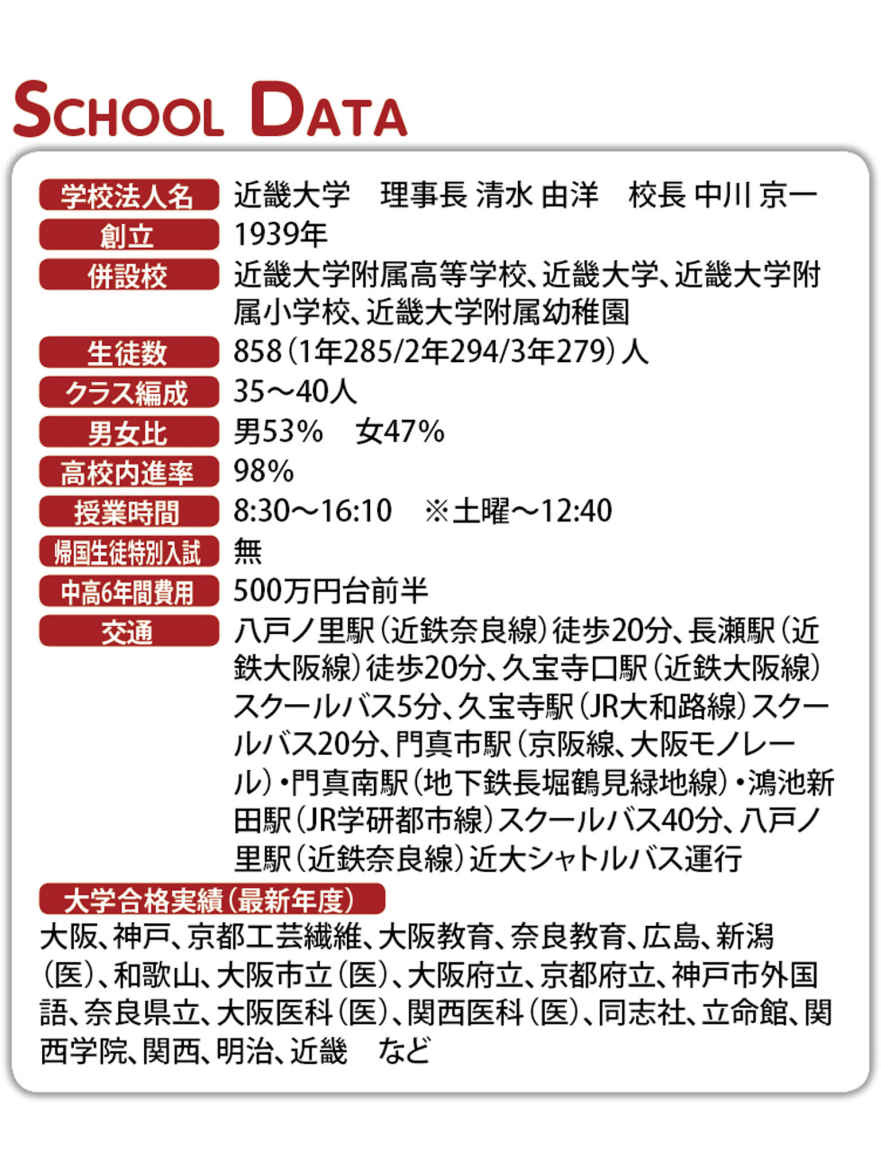 SCHOOL DATA
学校法人名 近畿大学　理事長 清水 由洋　校長 中川 京一
創立 1939年
併設校 近畿大学附属高等学校、近畿大学、近畿大学附
属小学校、近畿大学附属幼稚園
生徒数 858（1年285/2年294/3年279）人
クラス編成 35～40人
男女比 男53%　女47%
高校内進率 98%
授業時間 8:30～16:10　※土曜～12:40
帰国生徒特別入試 無
中高6年間費用 500万円台前半
交通 八戸ノ里駅（近鉄奈良線）徒歩20分、長瀬駅（近
鉄大阪線）徒歩20分、久宝寺口駅（近鉄大阪線）
スクールバス5分、久宝寺駅（JR大和路線）スクー
ルバス20分、門真市駅（京阪線、大阪モノレー
ル）・門真南駅（地下鉄長堀鶴見緑地線）・鴻池新
田駅（JR学研都市線）スクールバス40分、八戸ノ
里駅（近鉄奈良線）近大シャトルバス運行
大学合格実績（最新年度）
大阪、神戸、京都工芸繊維、大阪教育、奈良教育、広島、新潟
（医）、和歌山、大阪市立（医）、大阪府立、京都府立、神戸市外国
語、奈良県立、大阪医科（医）、関西医科（医）、同志社、立命館、関
西学院、関西、明治、近畿　など